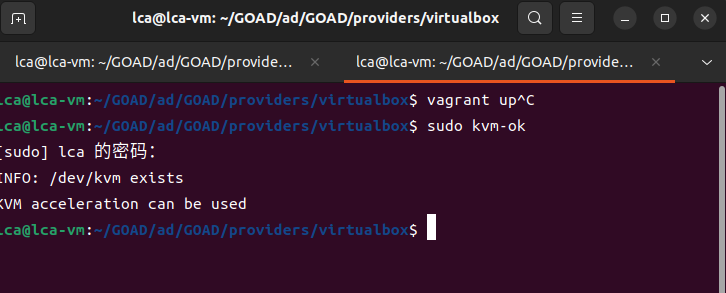 lca@lca-vm: ~/GOAD/ad/GOAD/providers/virtualbox
lca@lca-vm: ~/GOAD/ad/GOAD/provide...
lca@lca-vm: ~/GOAD/ad/GOAD/provide...
lca@lca-vm:~/GOAD/ad/GOAD/providers/virtualbox$ vagrant up^C
lca@lca-vm:~/GOAD/ad/GOAD/providers/virtualbox$ sudo kvm-ok
[sudo] lca 的密码：
INFO: /dev/kvm exists
KVM acceleration can be used
lca@lca-vm:~/GOAD/ad/GOAD/providers/virtualbox$